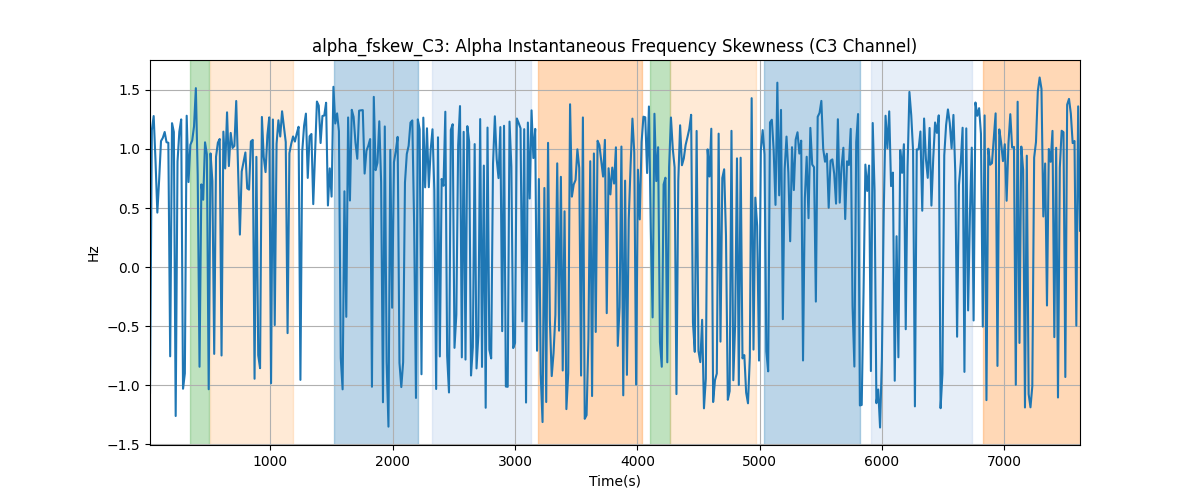 alpha_fskew_C3: Alpha Instantaneous Frequency Skewness (C3 Channel)
1.5
1.0
0.5
0.0
−0.5
−1.0
−1.5
Hz
1000 2000 3000 4000 5000 6000 7000
Time(s)